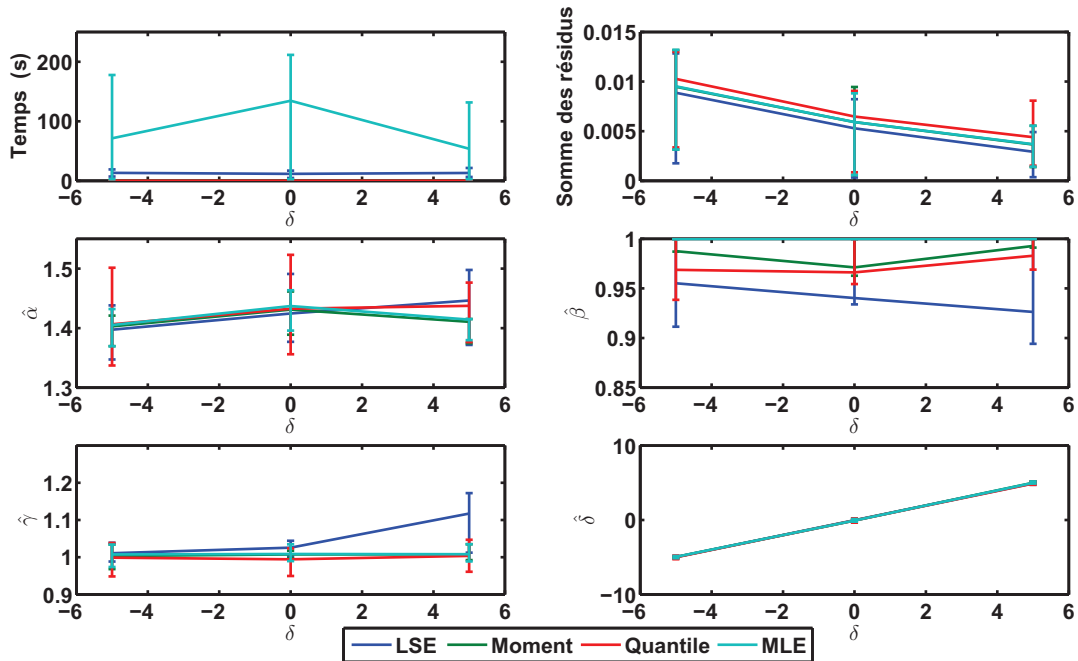 Temps (s)
200
100
0
−6 −4 −2 0 2 4 6
δ
Somme des résidus
0.015
0.01
0.005
0
−6 −4 −2 0 2 4 6
δ
α̂
1.5
1.4
1.3
−6 −4 −2 0 2 4 6
δ
β̂
1
0.95
0.9
0.85
−6 −4 −2 0 2 4 6
δ
γ̂
1.2
1.1
1
0.9
−6 −4 −2 0 2 4 6
δ
δ̂
10
0
−10
−6 −4 −2 0 2 4 6
δ
LSE Moment Quantile MLE